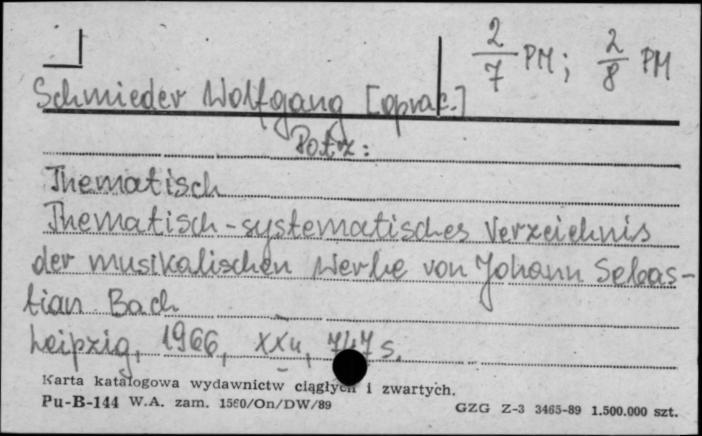 2/7 PM; 2/8 PM
Schmieder Wolfgang [oprac.]
Patz:
Thematisch
Thematisch-systematisches Verzeichnis
der musikalischen Werke von Johann Sebas-
tian Bach
Leipzig, 1966, 747 s.
Karta katalogowa wydawnictw ciągłych i zwartych.
Pu-B-144 W.A. zam. 1560/On/DW/89 GZG Z-3 3465-89 1.500.000 szt.